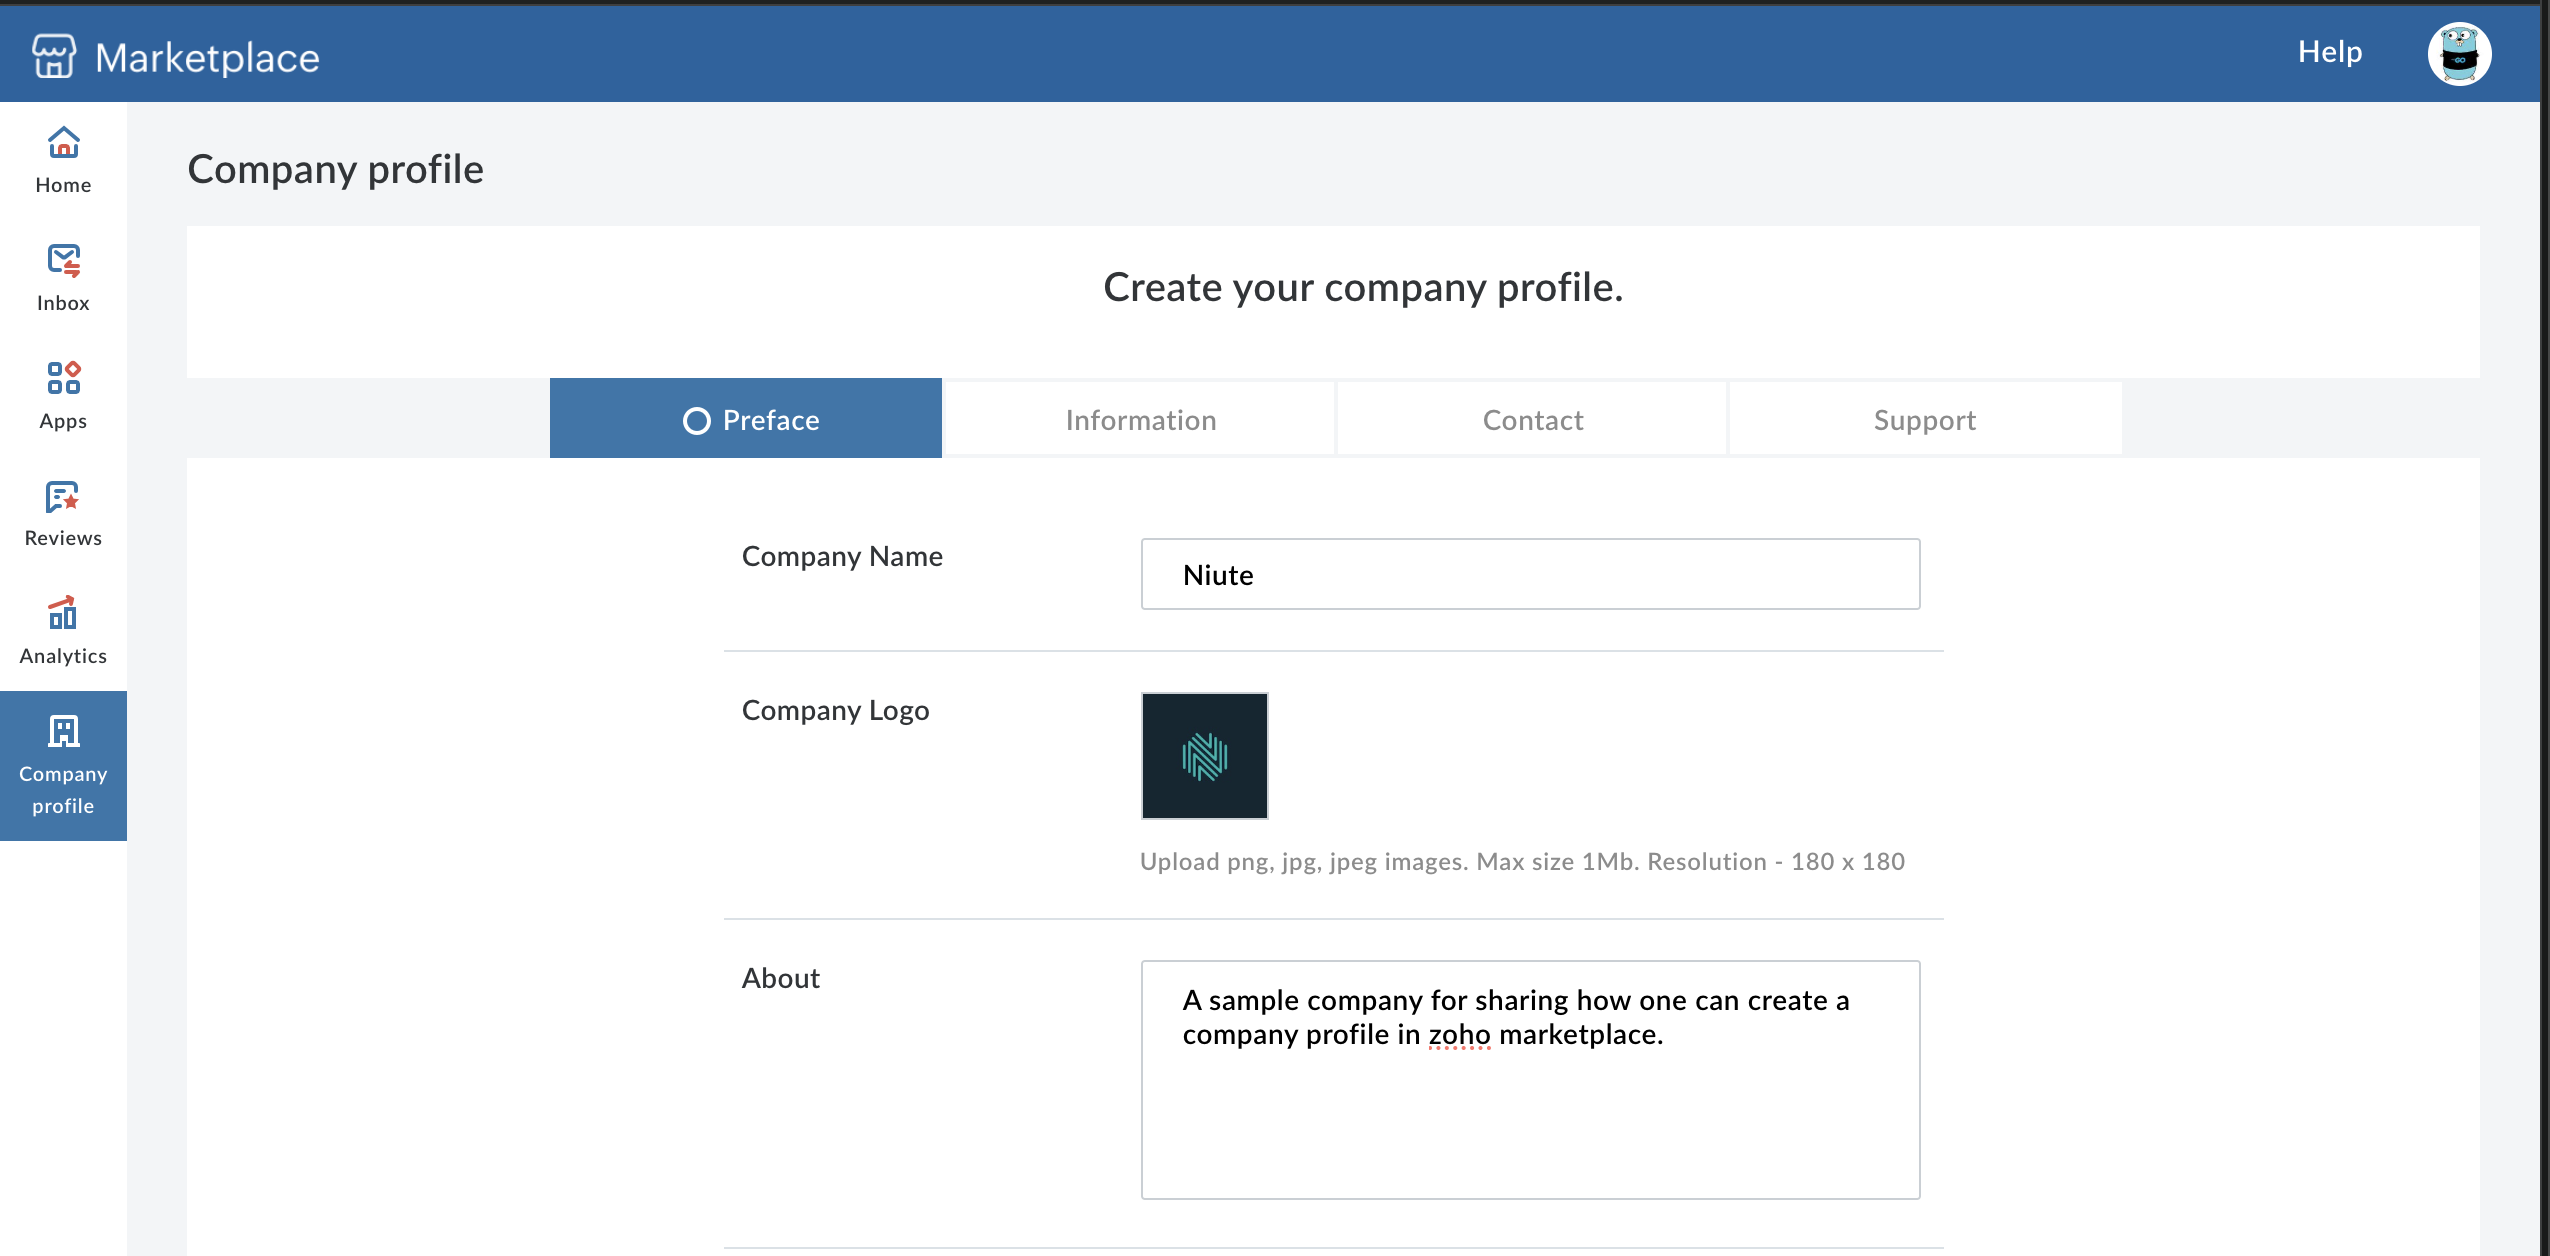 Marketplace
Help
Home
Inbox
Apps
Reviews
Analytics
Company
profile
Company profile
Create your company profile.
Preface
Information
Contact
Support
Company Name
Niute
Company Logo
Upload png, jpg, jpeg images. Max size 1Mb. Resolution - 180 x 180
About
A sample company for sharing how one can create a
company profile in zoho marketplace.